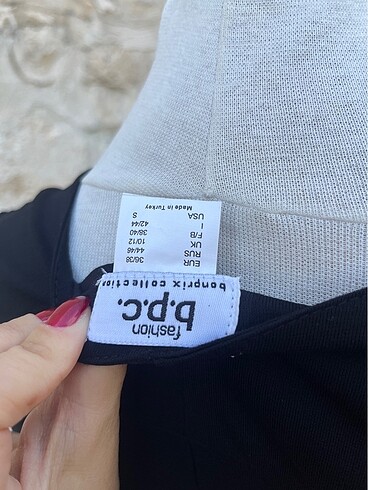 fashion
b.p.c.
bonprix collection
EUR 36/38
RUS 44/46
UK 10/12
F/B 38/40
I 42/44
USA S
Made in Turkey